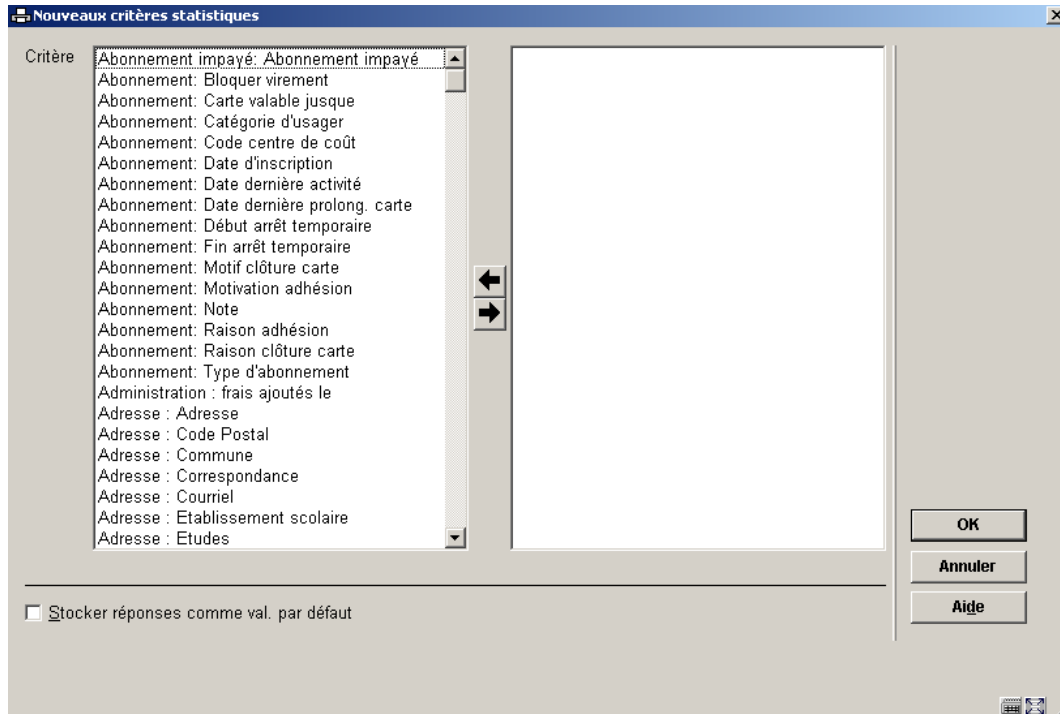 Nouveaux critères statistiques
Critère
Abonnement impayé: Abonnement impayé
Abonnement: Bloquer virement
Abonnement: Carte valable jusque
Abonnement: Catégorie d'usager
Abonnement: Code centre de coût
Abonnement: Date d'inscription
Abonnement: Date dernière activité
Abonnement: Date dernière prolong. carte
Abonnement: Début arrêt temporaire
Abonnement: Fin arrêt temporaire
Abonnement: Motif clôture carte
Abonnement: Motivation adhésion
Abonnement: Note
Abonnement: Raison adhésion
Abonnement: Raison clôture carte
Abonnement: Type d'abonnement
Administration : frais ajoutés le
Adresse : Adresse
Adresse : Code Postal
Adresse : Commune
Adresse : Correspondance
Adresse : Courriel
Adresse : Etablissement scolaire
Adresse : Etudes
OK
Annuler
Aide
Stocker réponses comme val. par défaut